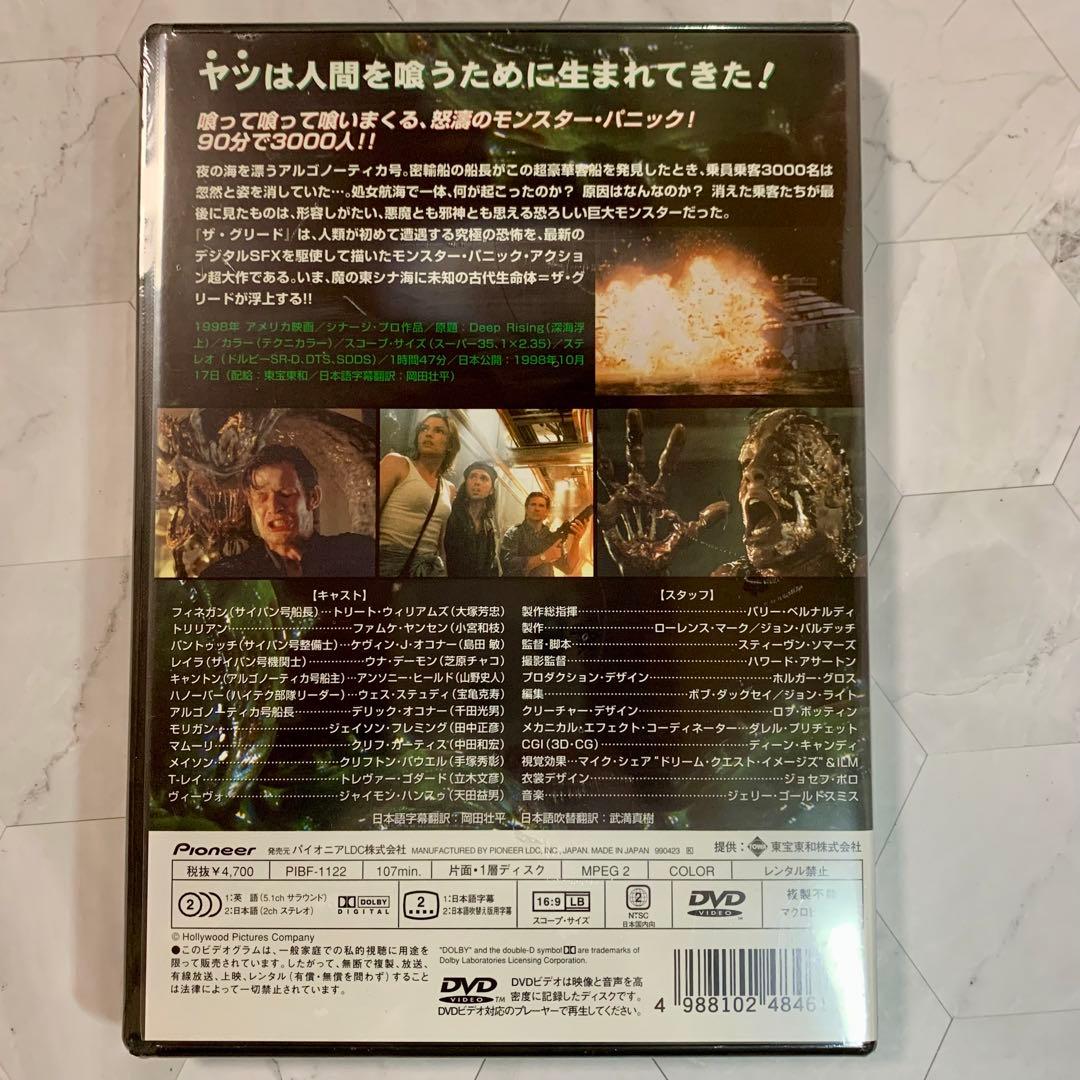 ヤツは人間を喰うために生まれてきた!
喰って喰って喰いまくる、怒濤のモンスター・パニック!
90分で3000人!!
夜の海を漂うアルゴノーティカ号。密輸船の船長がこの超豪華客船を発見したとき、乗員乗客3000名は
忽然と姿を消していた…。処女航海で一体、何が起こったのか? 原因はなんなのか? 消えた乗客たちが最
後に見たものは、形容しがたい、悪魔とも邪神とも思える恐ろしい巨大モンスターだった。
『ザ・グリード』は、人類が初めて遭遇する究極の恐怖を、最新の
デジタルSFXを駆使して描いたモンスター・パニック・アクショ
ン超大作である。いま、魔の東シナ海に未知の古代生命体=ザ・グ
リードが浮上する!!
1998年 アメリカ映画/シナージ・プロ作品/原題:Deep Rising(深海浮
上)/カラー(テクニカラー)/スコープ・サイズ(スーパー35、1×2.35)/ステ
レオ(ドルビーSR-D、DTS、SDDS)/1時間47分/日本公開:1998年10月
17日(配給:東宝東和/日本語字幕翻訳:岡田壮平)
【キャスト】
フィネガン(サイパン号船長)…トリート・ウィリアムズ(大塚芳忠)
トリリアン……………………ファムケ・ヤンセン(小宮和枝)
パントゥッチ(サイパン号整備士)…ケヴィン・J・オコナー(島田 敏)
レイラ(サイパン号機関士)……………ウナ・デーモン(芝原チャコ)
キャントン(アルゴノーティカ号船主)…アンソニー・ヒールド(山野史人)
ハノーバー(ハイテク部隊リーダー)…ウェス・ステュディ(宝亀克寿)
アルゴノーティカ号船長……………デリック・オコナー(千田光男)
モリガン……………………ジェイソン・フレミング(田中正彦)
マムーリ……………………クリフ・カーティス(中田和宏)
メイソン……………………クリフトン・パウエル(手塚秀彰)
T-レイ……………………トレヴァー・ゴダード(立木文彦)
ヴィーヴォ……………………ジャイモン・ハンスゥ(天田益男)
【スタッフ】
製作総指揮……………………バリー・ベルナルディ
製作……………………ローレンス・マーク/ジョン・バルデッチ
監督・脚本……………………スティーヴン・ソマーズ
撮影監督……………………ハワード・アサートン
プロダクション・デザイン……………………ホルガー・グロス
編集……………………ボブ・ダックセイ/ジョン・ライト
クリーチャー・デザイン……………………ロブ・ボッティン
メカニカル・エフェクト・コーディネーター……ダレル・プリチェット
CGI(3D・CG)……………………ディーン・キャンディ
視覚効果……マイク・シェア“ドリーム・クエスト・イメージズ”&ILM
衣裳デザイン……………………ジョセフ・ポロ
音楽……………………ジェリー・ゴールドスミス
日本語字幕翻訳:岡田壮平 日本語吹替翻訳:武満真樹
Pioneer 発売元 パイオニアLDC株式会社 MANUFACTURED BY PIONEER LDC, INC., JAPAN. MADE IN JAPAN 990423 K 提供: TOWA 東宝東和株式会社
税抜¥4,700 PIBF-1122 107min. 片面・1層ディスク MPEG 2 COLOR レンタル禁止
2 1:英 語(5.1ch サラウンド)
2:日本語(2ch ステレオ)
DOLBY
DIGITAL
2 1:日本語字幕
2:日本語吹替え版用字幕
16:9 LB
スコープ・サイズ
2
NTSC
日本国内向
DVD
VIDEO
複製不
マクロビ
© Hollywood Pictures Company
●このビデオグラムは、一般家庭での私的視聴に用途を
限って販売されています。したがって、無断で複製、放送、
有線放送、上映、レンタル(有償・無償を問わず)すること
は法律によって一切禁止されています。
"DOLBY" and the double-D symbol are trademarks of
Dolby Laboratories Licensing Corporation.
DVD
VIDEO TM
DVDビデオは映像と音声を高
密度に記録したディスクです。
DVDビデオ対応のプレーヤーで再生してください。
4 988102 4846